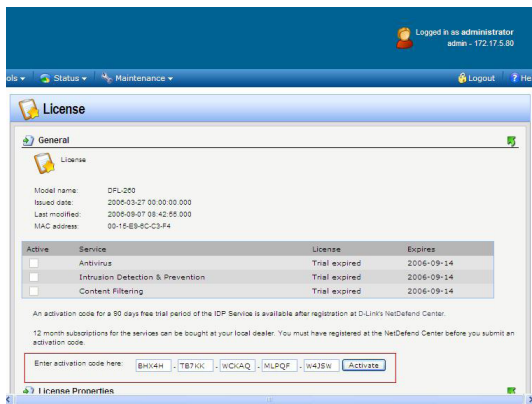 Logged in as administrator
admin - 172.17.5.80
ols Status Maintenance Logout He
License
General
License
Model name: DFL-260
Issued date: 2006-03-27 00:00:00.000
Last modified: 2006-09-07 08:42:55.000
MAC address: 00-15-E9-6C-C3-F4
Active Service License Expires
Antivirus Trial expired 2006-09-14
Intrusion Detection & Prevention Trial expired 2006-09-14
Content Filtering Trial expired 2006-09-14
An activation code for a 90 days free trial period of the IDP Service is available after registration at D-Link's NetDefend Center.
12 month subscriptions for the services can be bought at your local dealer. You must have registered at the NetDefend Center before you submit an
activation code.
Enter activation code here: BHX4H - TB7KK - WCKAQ - MLPQF - W4J5W Activate
License Properties